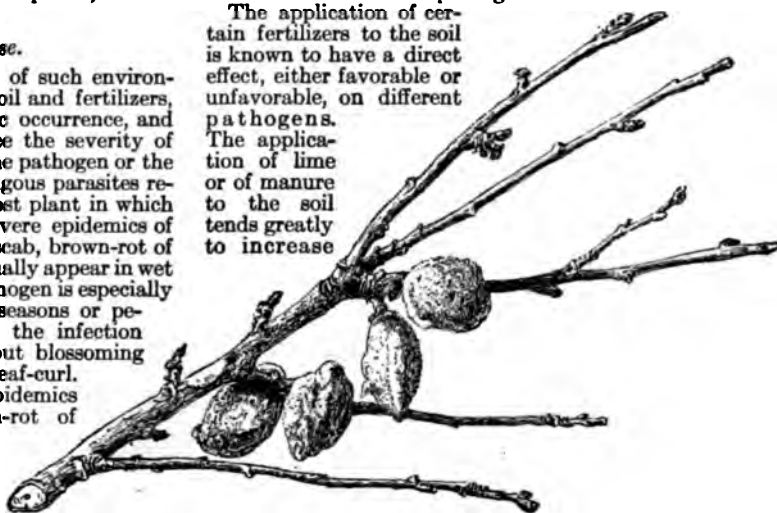 se.
of such environ-
oil and fertilizers,
c occurrence, and
e the severity of
ne pathogen or the
gous parasites re-
ost plant in which
vere epidemics of
cab, brown-rot of
ually appear in wet
hogen is especially
seasons or pe-
the infection
out blossoming
eaf-curl.
pidemics
n-rot of
The application of cer-
tain fertilizers to the soil
is known to have a direct
effect, either favorable or
unfavorable, on different
pathogens.
The applica-
tion of lime
or of manure
to the soil
tends greatly
to increase